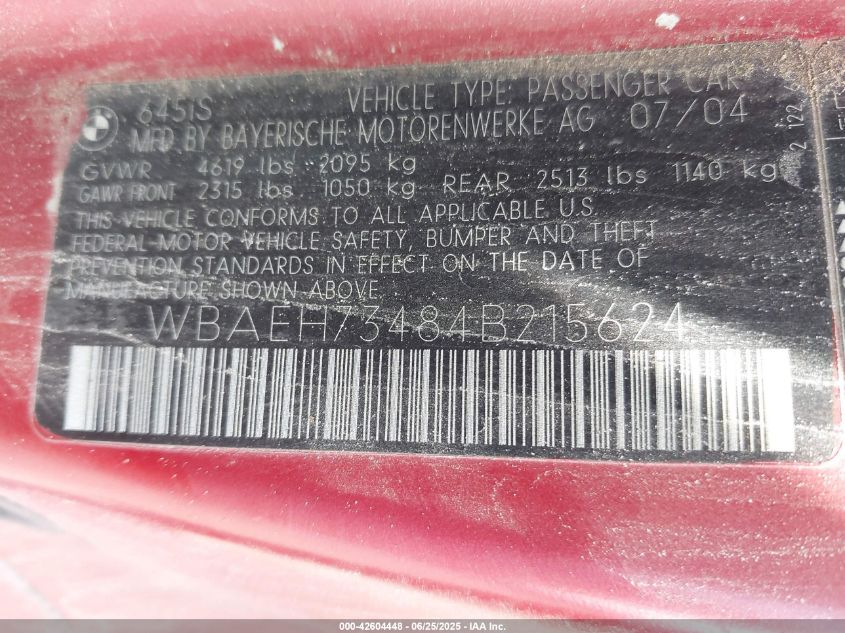 645iS VEHICLE TYPE: PASSENGER CAR
MFD BY BAYERISCHE MOTORENWERKE AG 07/04
GVWR 4619 lbs 2095 kg
GAWR FRONT 2315 lbs 1050 kg REAR 2513 lbs 1140 kg
THIS VEHICLE CONFORMS TO ALL APPLICABLE U.S.
FEDERAL MOTOR VEHICLE SAFETY, BUMPER AND THEFT
PREVENTION STANDARDS IN EFFECT ON THE DATE OF
MANUFACTURE SHOWN ABOVE
WBAEH73484B215624
2 122
000-42604448 - 06/25/2025 - IAA Inc.